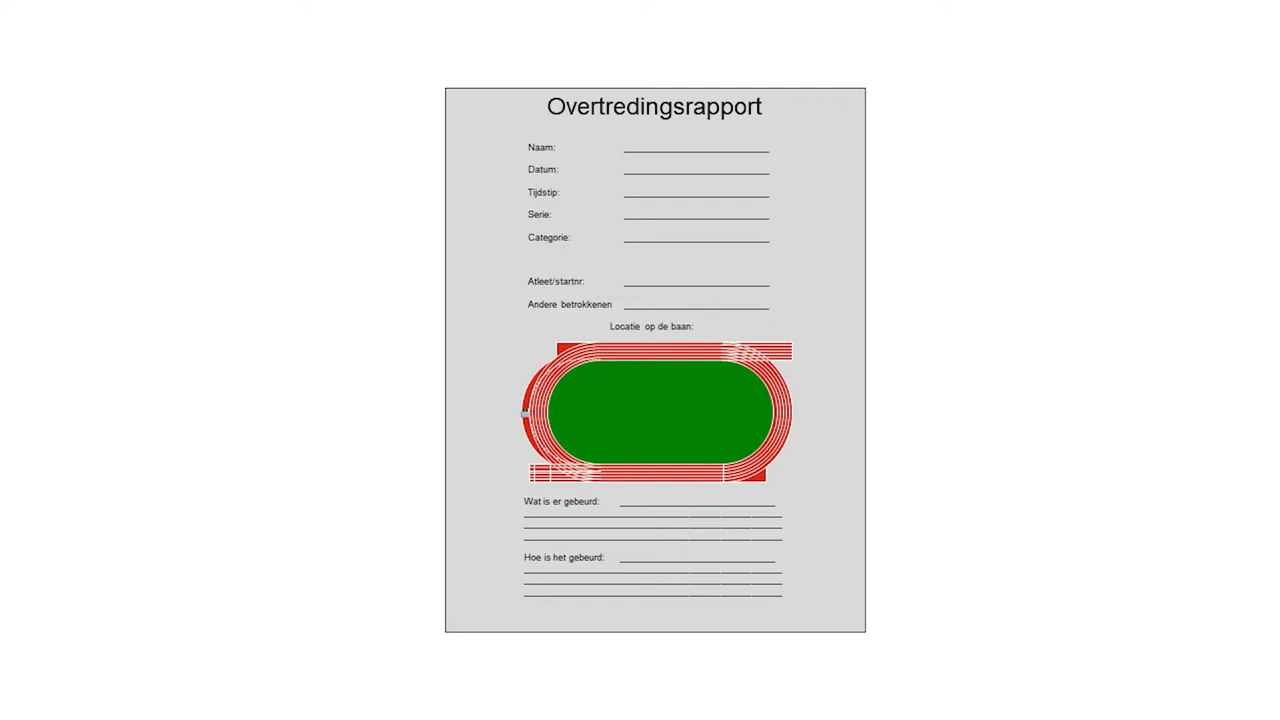 Overtredingsrapport
Naam:
Datum:
Tijdstip:
Serie:
Categorie:
Atleet/startnr:
Andere betrokkenen
Locatie op de baan:
Wat is er gebeurd:
Hoe is het gebeurd: